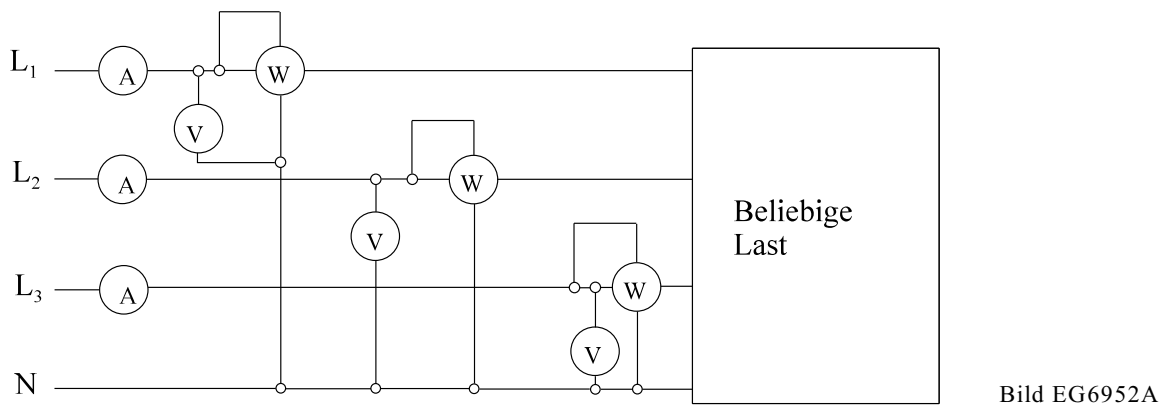 L₁ A W
V
L₂ A W
V
Beliebige
Last
L₃ A W
V
N
Bild EG6952A